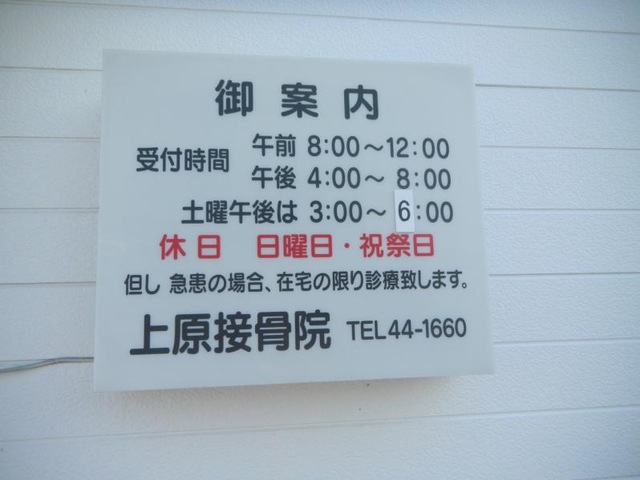 御案内
受付時間 午前 8:00～12:00
午後 4:00～ 8:00
土曜午後は 3:00～ 6:00
休日 日曜日・祝祭日
但し 急患の場合、在宅の限り診療致します。
上原接骨院 TEL 44-1660